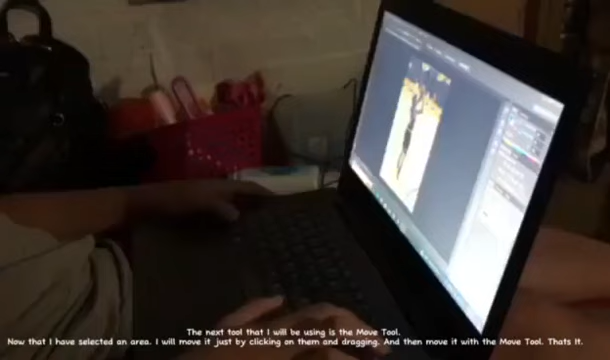 The next tool that I will be using is the Move Tool.
Now that I have selected an area. I will move it just by clicking on them and dragging. And then move it with the Move Tool. Thats It.